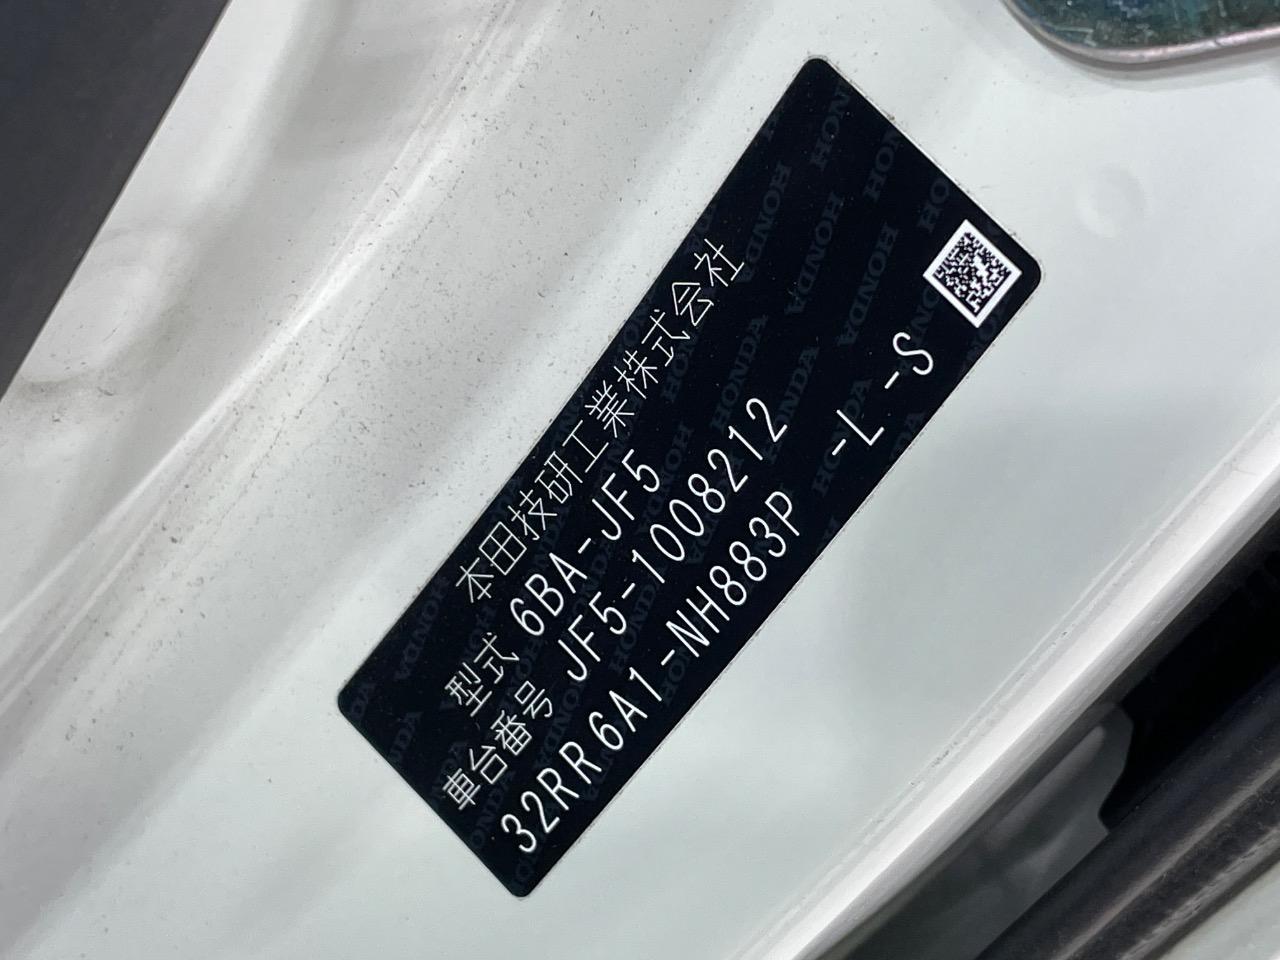 本田技研工業株式会社
型式 6BA-JF5
車台番号 JF5-1008212
32RR6A1-NH883P -L -S